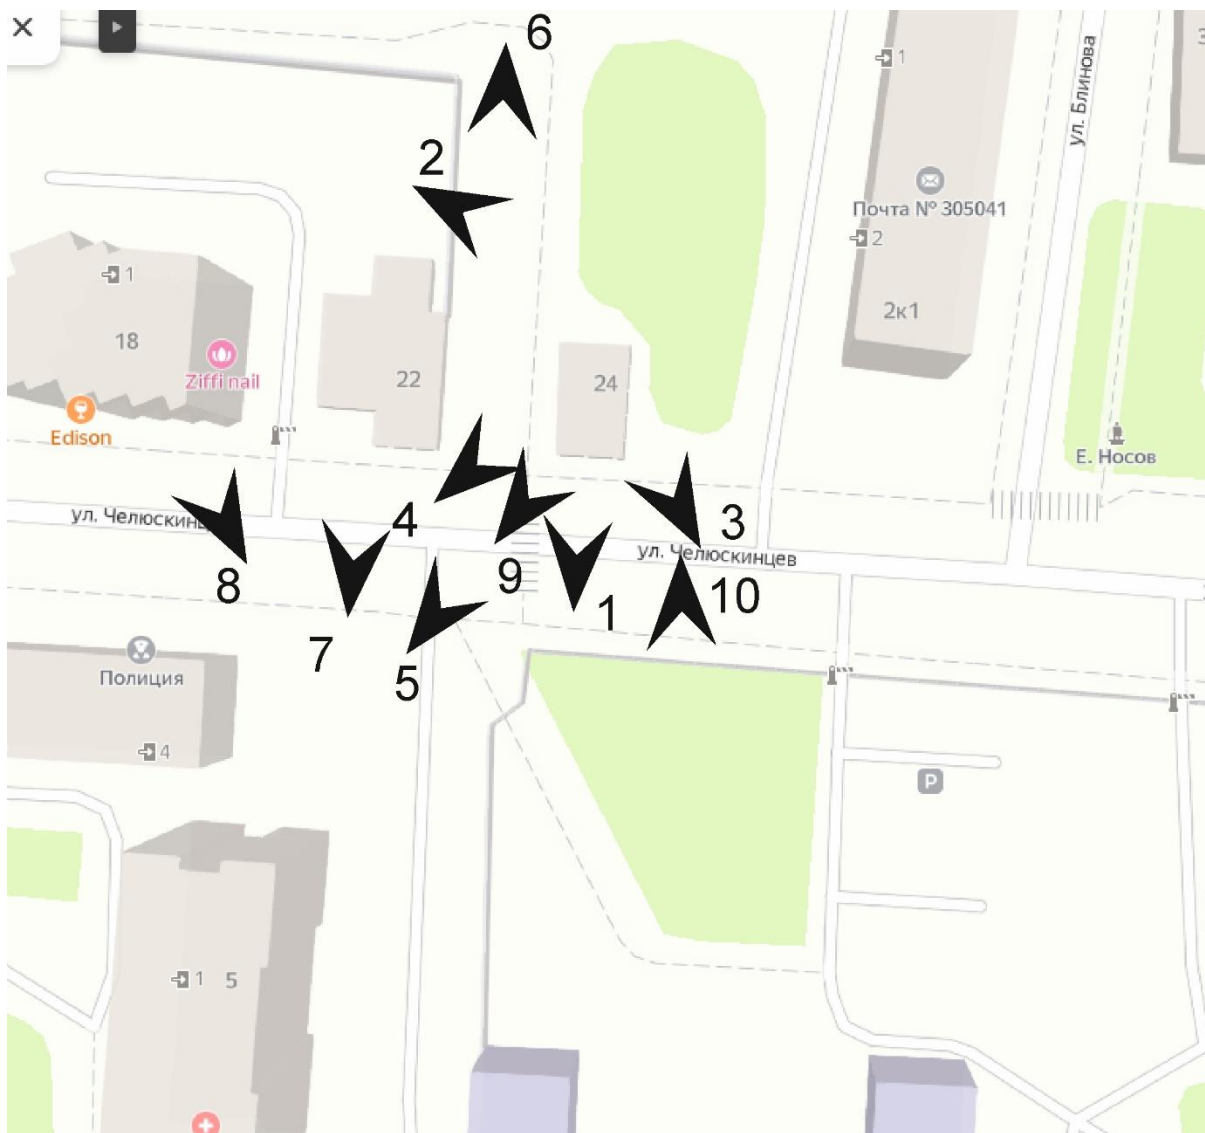 6
1
ул. Блинова
2
Почта № 305041
2
1
2к1
18
Ziffi nail
22
24
Edison
Е. Носов
4
3
ул. Челюскинц
ул. Челюскинцев
8
9
10
1
7
5
Полиция
4
P
1
5